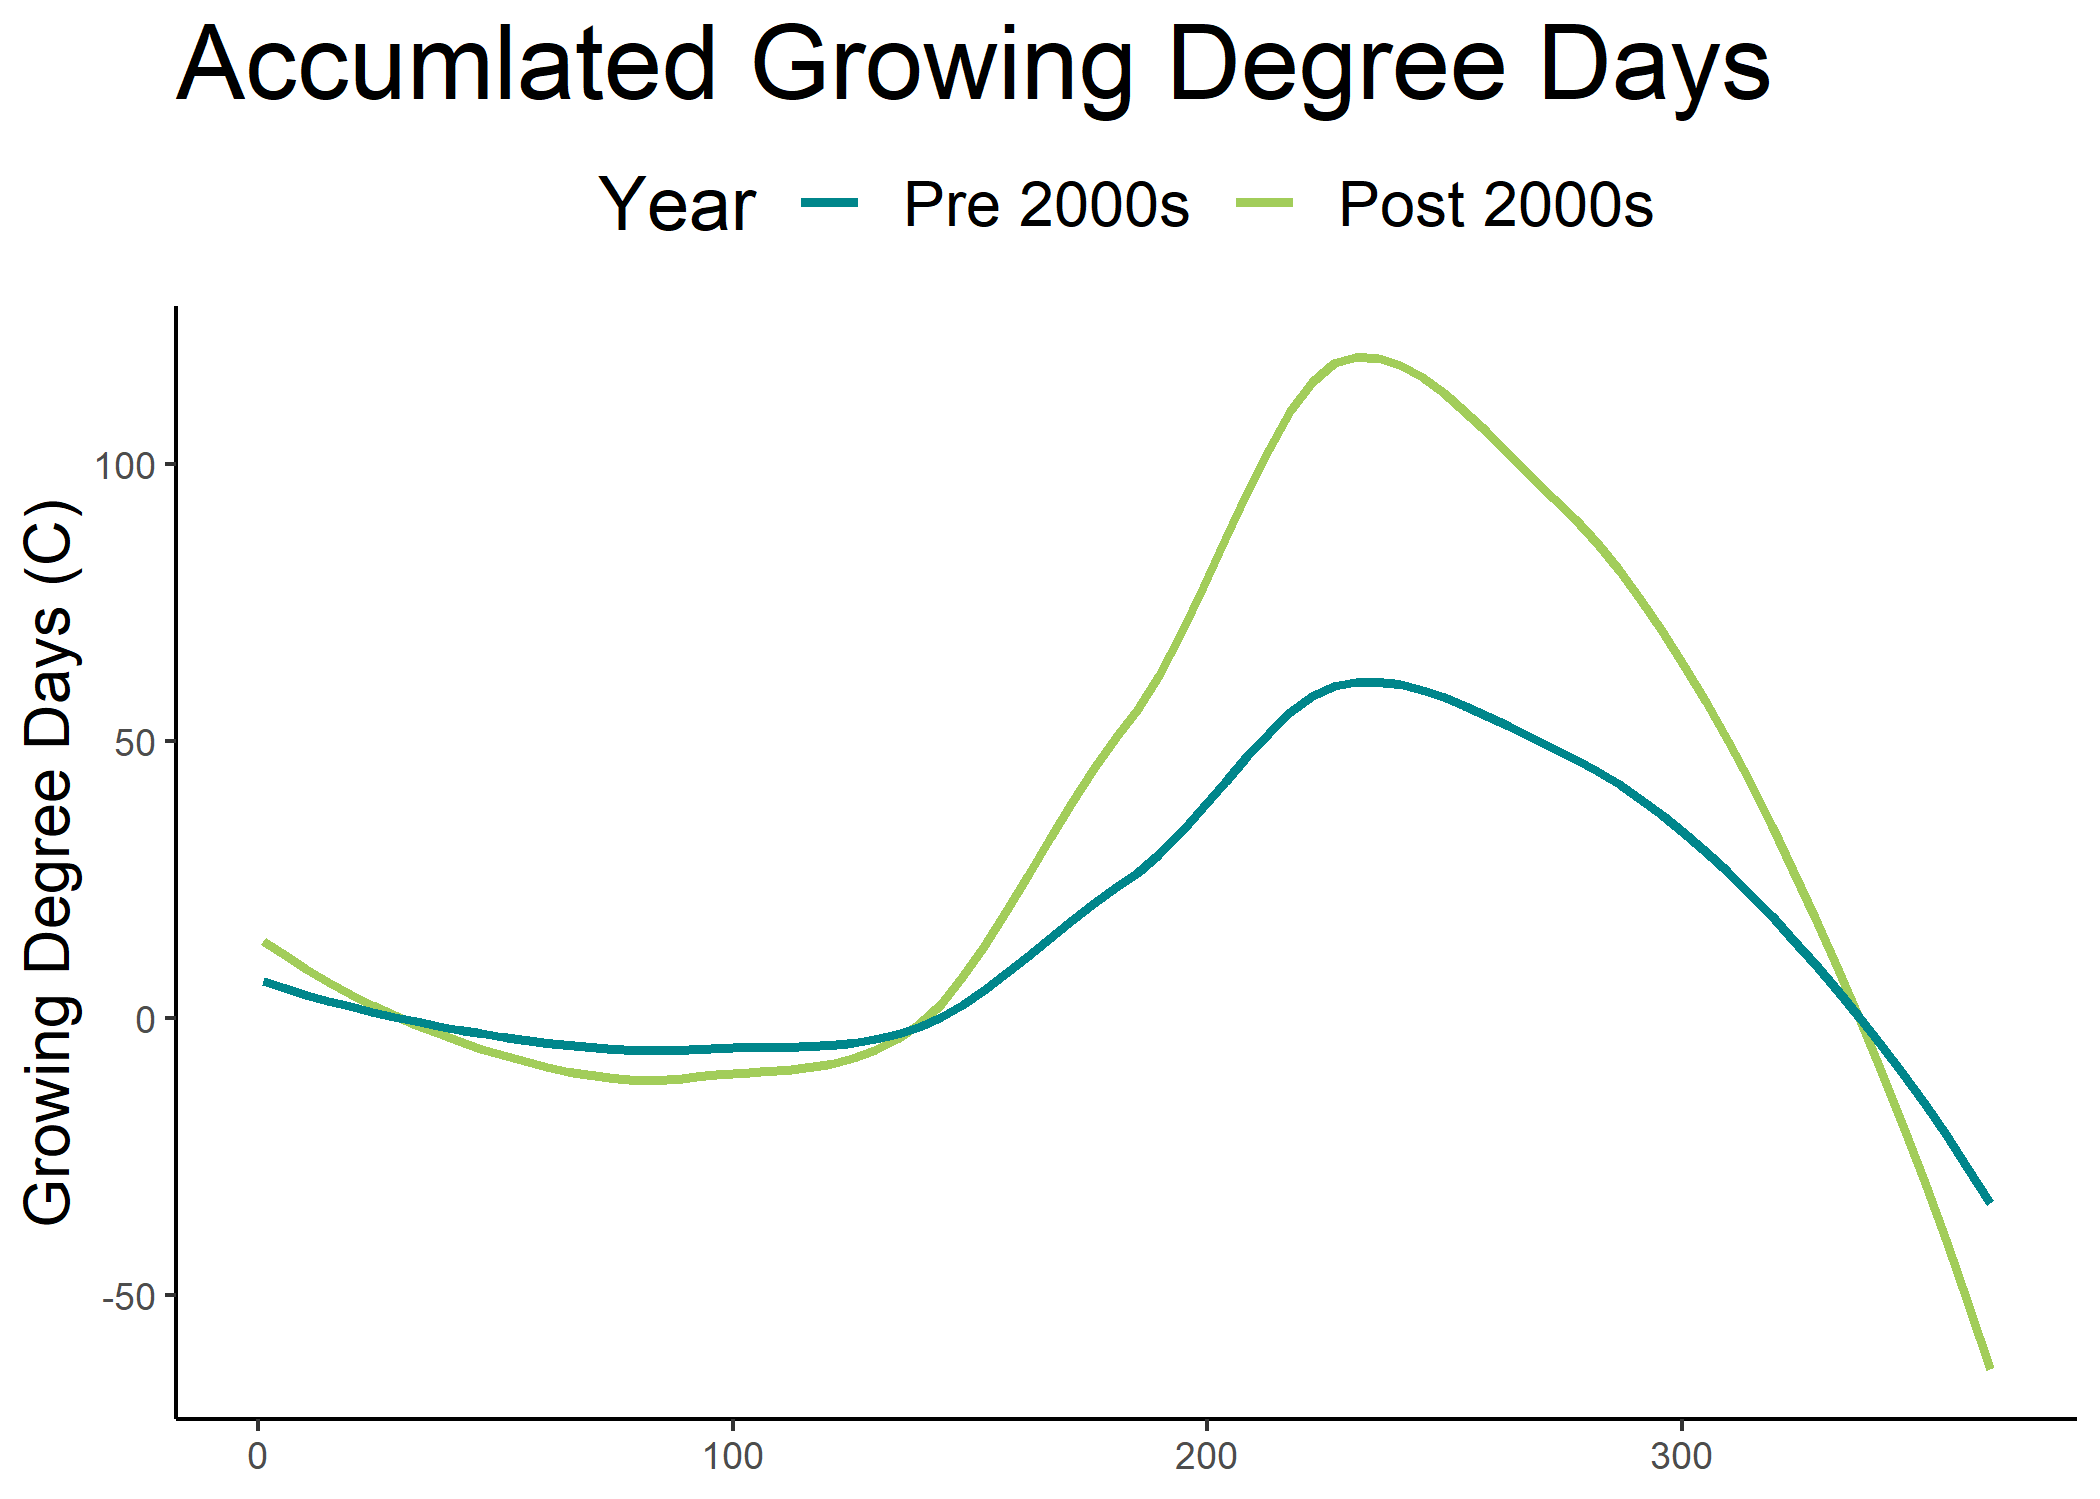 Accumlated Growing Degree Days
Year Pre 2000s Post 2000s
Growing Degree Days (C)
100
50
0
-50
0 100 200 300